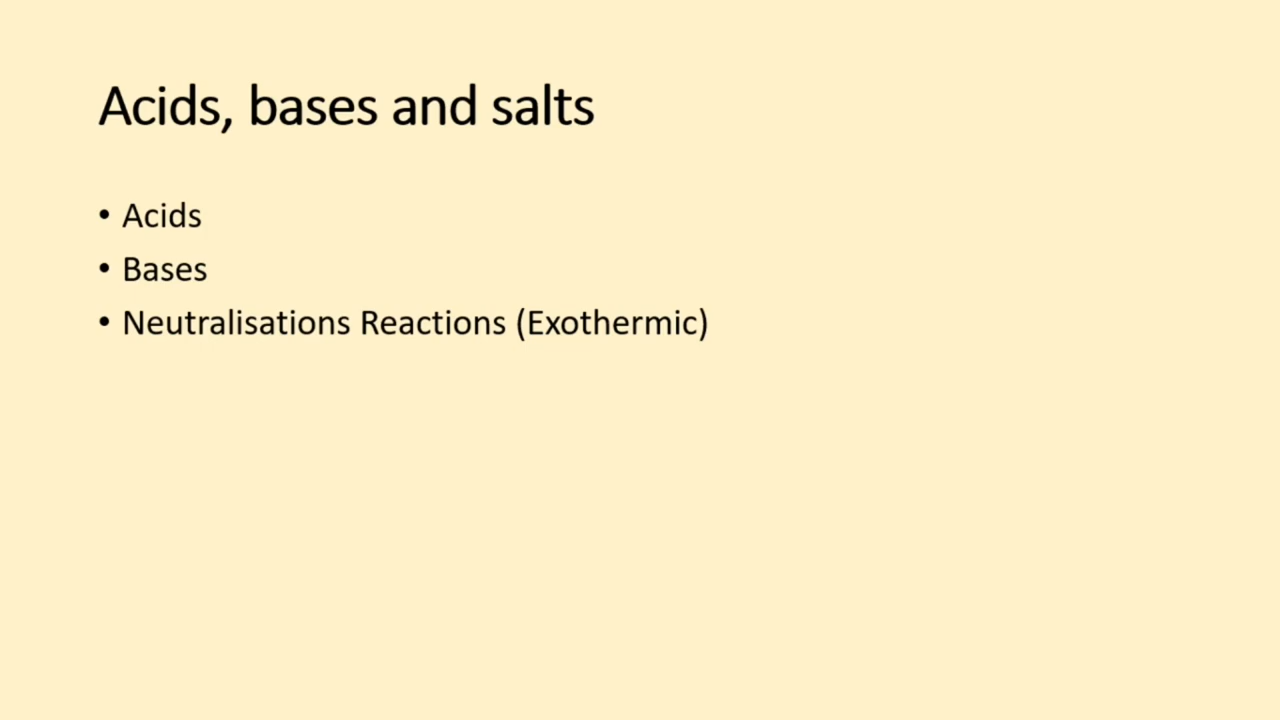 Acids, bases and salts
• Acids
• Bases
• Neutralisations Reactions (Exothermic)